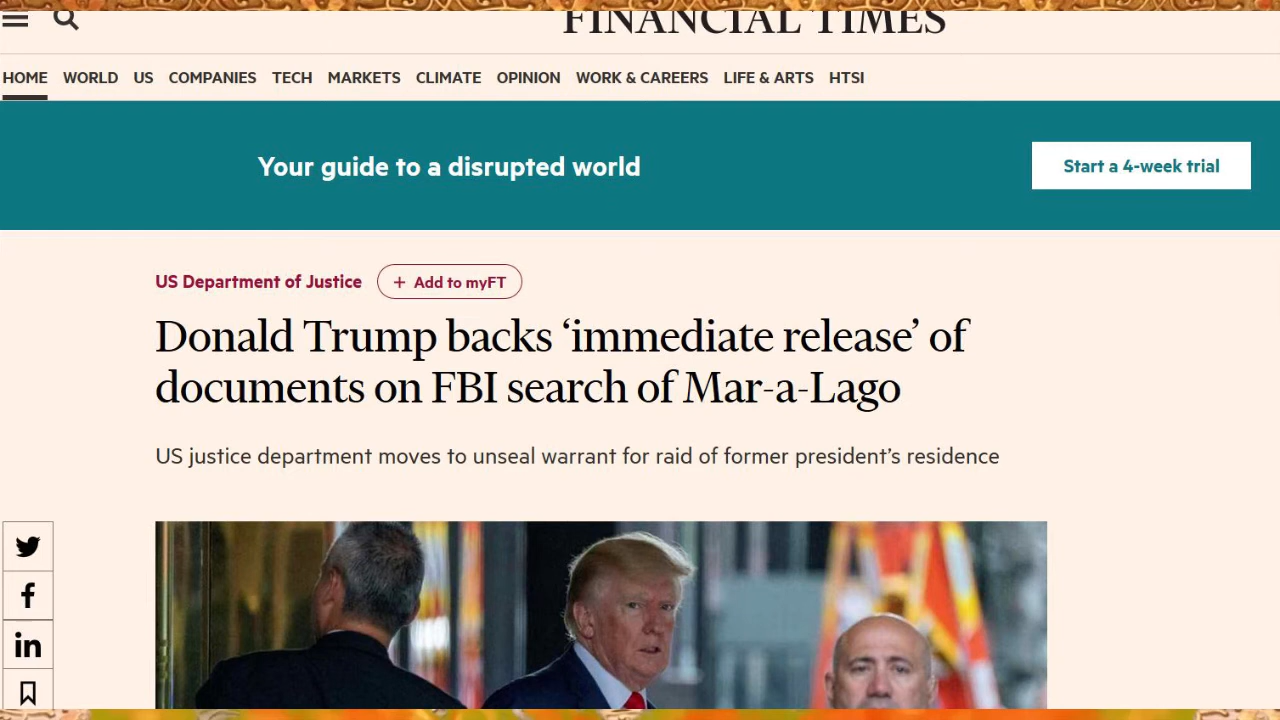 FINANCIAL TIMES
HOME WORLD US COMPANIES TECH MARKETS CLIMATE OPINION WORK & CAREERS LIFE & ARTS HTSI
Your guide to a disrupted world
Start a 4-week trial
US Department of Justice
+ Add to myFT
Donald Trump backs ‘immediate release’ of
documents on FBI search of Mar-a-Lago
US justice department moves to unseal warrant for raid of former president’s residence